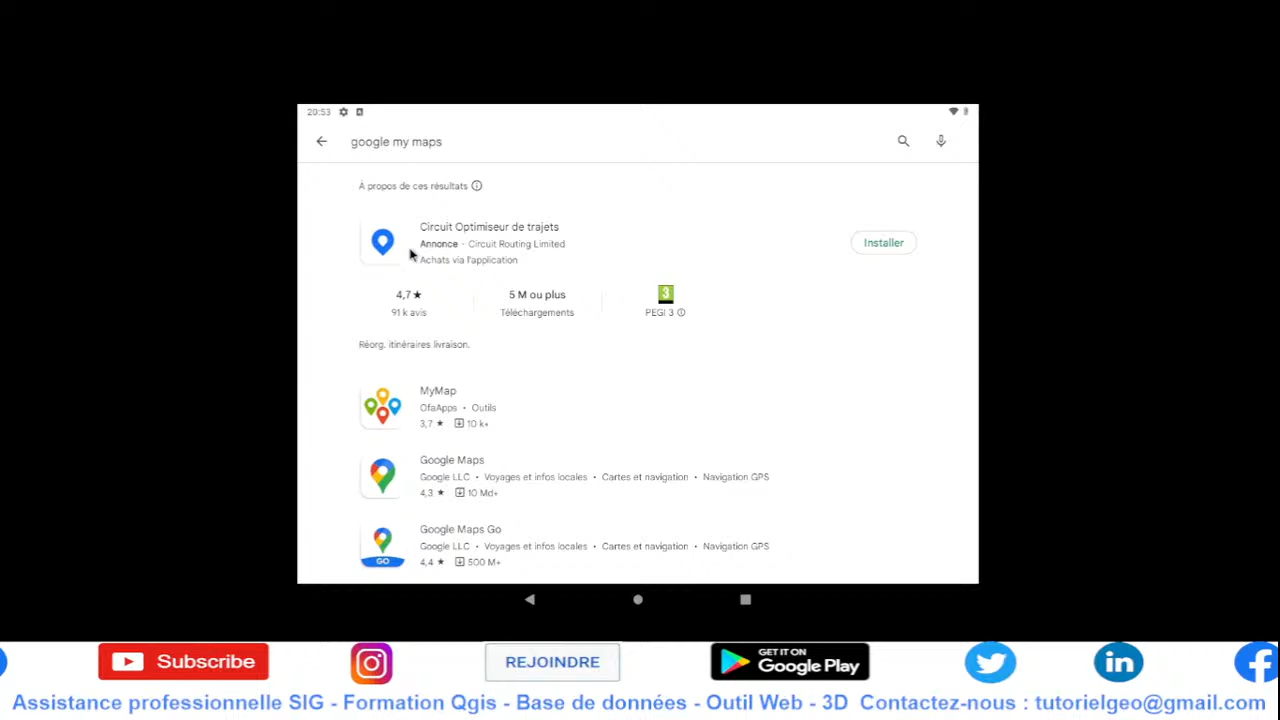 20:53
google my maps
À propos de ces résultats
Circuit Optimiseur de trajets
Annonce · Circuit Routing Limited
Achats via l'application
Installer
4,7★ 5 M ou plus 3
91 k avis Téléchargements PEGI 3
Réorg. itinéraires livraison.
MyMap
OfaApps • Outils
3,7 ★ 10 k+
Google Maps
Google LLC • Voyages et infos locales • Cartes et navigation • Navigation GPS
4,3 ★ 10 Md+
Google Maps Go
Google LLC • Voyages et infos locales • Cartes et navigation • Navigation GPS
GO
4,4 ★ 500 M+
Subscribe REJOINDRE GET IT ON Google Play in
Assistance professionnelle SIG - Formation Qgis - Base de données - Outil Web - 3D Contactez-nous : tutorielgeo@gmail.com